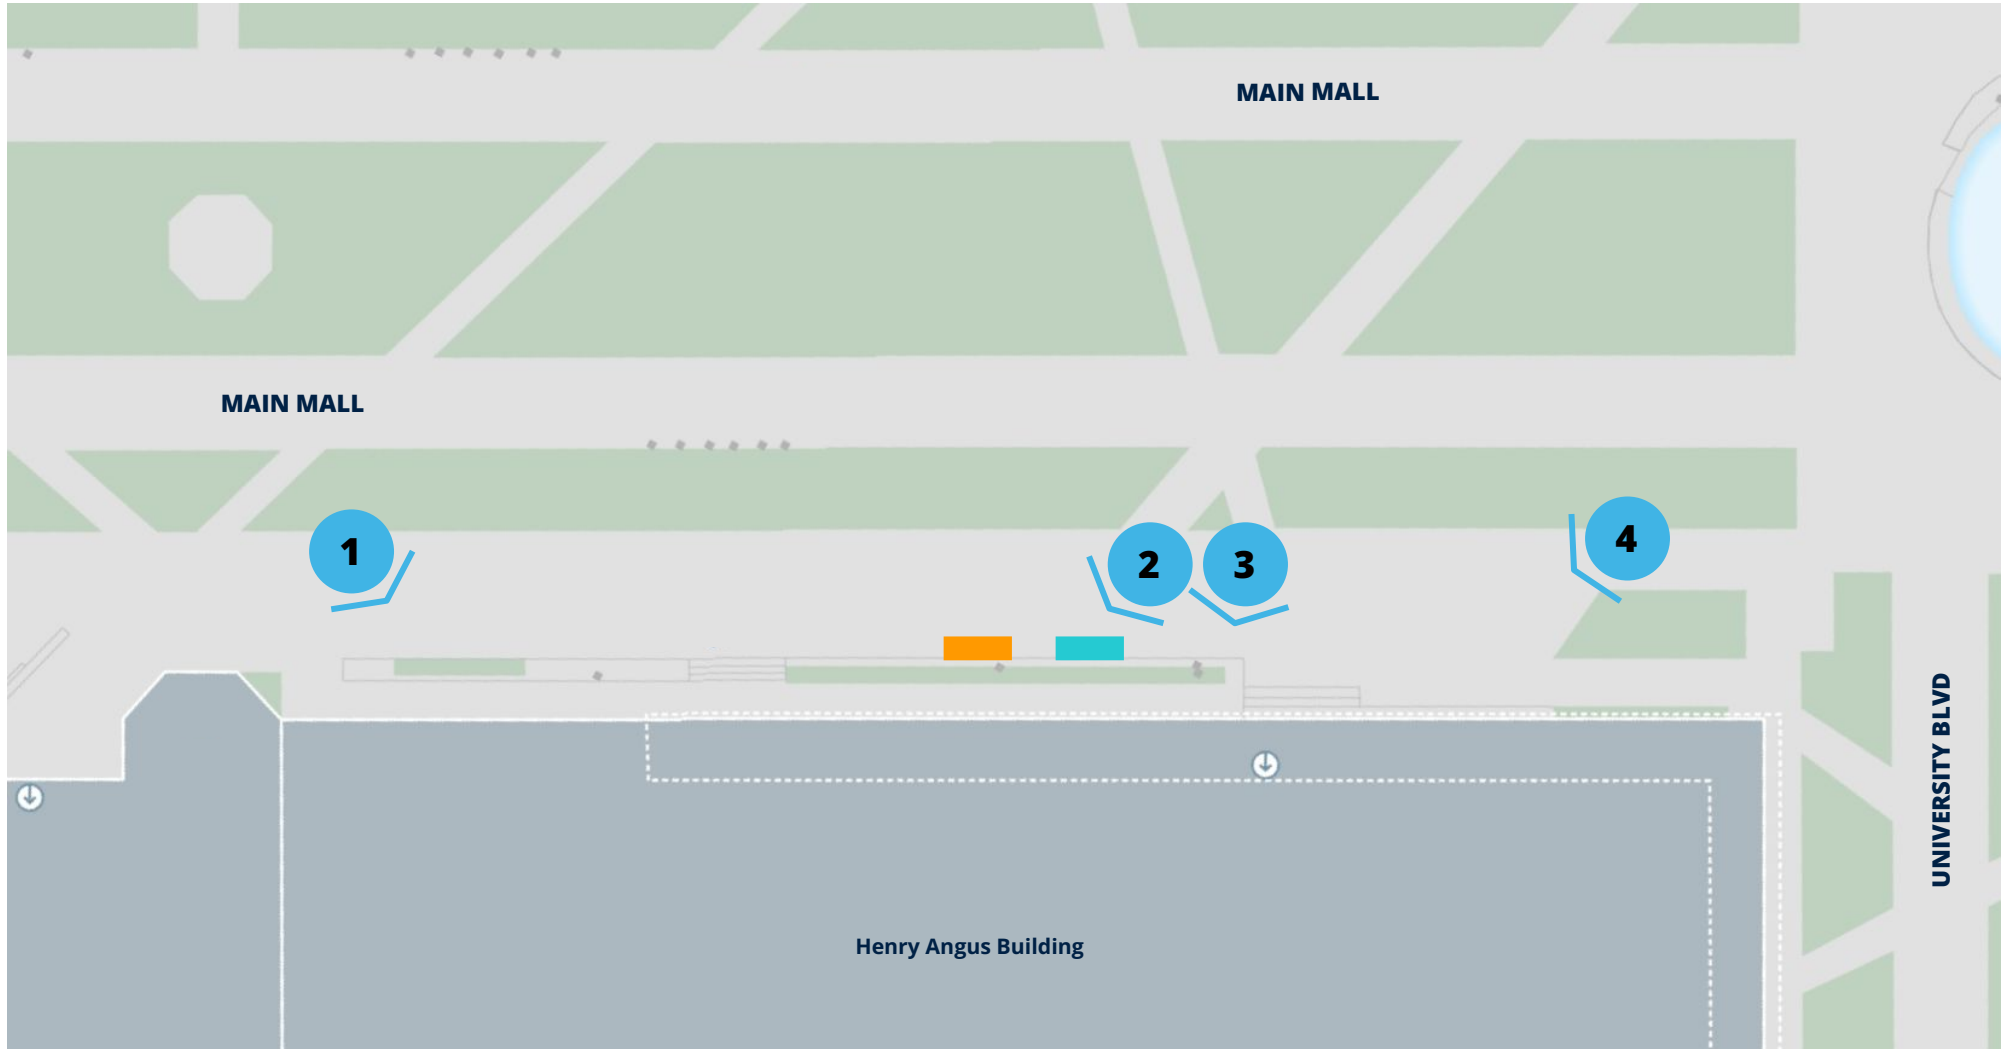 MAIN MALL
MAIN MALL
1
2
3
4
UNIVERSITY BLVD
Henry Angus Building